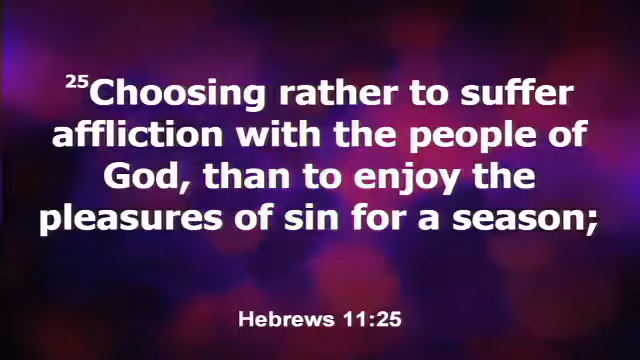 25Choosing rather to suffer
affliction with the people of
God, than to enjoy the
pleasures of sin for a season;
Hebrews 11:25